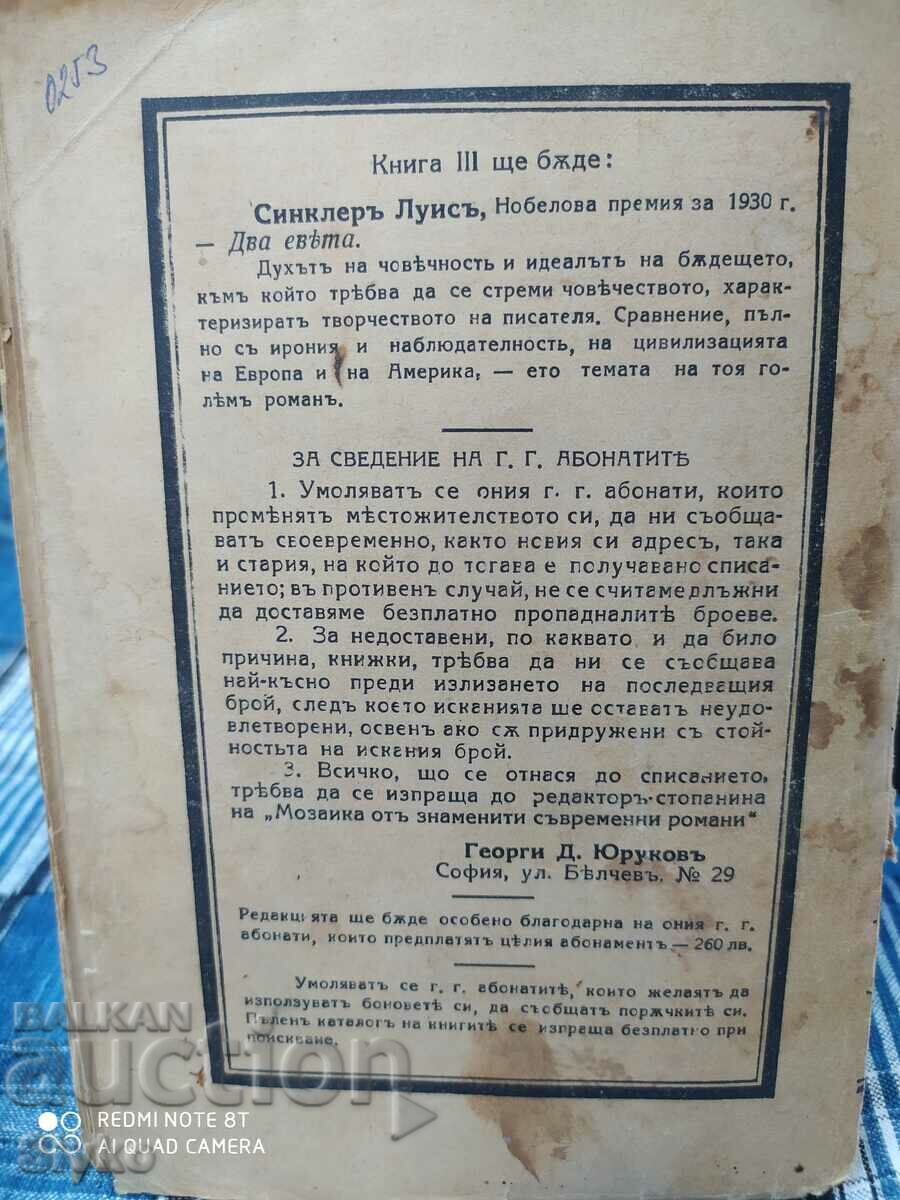 0253
Книга III ще бѫде:
Синклеръ Луисъ, Нобелова премия за 1930 г.
— Два евѣта.
Духътъ на човѣчность и идеалътъ на бѫдещето,
къмъ който трѣбва да се стреми човѣчеството, харак-
теризиратъ творчеството на писателя. Сравнение, пъл-
но съ ирония и наблюдателность, на цивилизацията
на Европа и на Америка, — ето темата на тоя го-
лѣмъ романъ.
ЗА СВЕДЕНИЕ НА Г. Г. АБОНАТИТѢ
1. Умоляватъ се ония г. г. абонати, които
промѣнятъ мѣстожителството си, да ни съобща-
ватъ своевременно, както новия си адресъ, така
и стария, на който до тогава е получавано списа-
нието; въ противенъ случай, не се считаме длъжни
да доставяме безплатно пропадналитѣ броеве.
2. За недоставени, по каквато и да било
причина, книжки, трѣбва да ни се съобщава
най-късно преди излизането на последващия
брой, следъ което исканията ше оставатъ неудо-
влетворени, освенъ ако сѫ придружени съ стой-
ностьта на искания брой.
3. Всичко, що се отнася до списанието,
трѣбва да се изпраща до редакторъ-стопанина
на „Мозаика отъ знаменити съвременни романи“
Георги Д. Юруковъ
София, ул. Бѣлчевъ, № 29
Редакцията ще бѫде особено благодарна на ония г. г.
абонати, които предплатятъ цѣлия абонаментъ — 260 лв.
Умоляватъ се г. г. абонатитѣ, които желаятъ да
използуватъ боноветѣ си, да съобщатъ порѫчкитѣ си.
Пъленъ каталогъ на книгитѣ се изпраща безплатно при
поискване.
BALKAN
auction
REDMI NOTE 8T
AI QUAD CAMERA